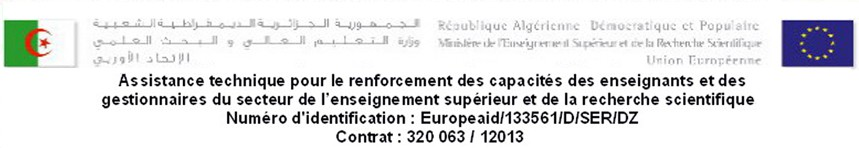 الجمهورية الجزائرية الديمقراطية الشعبية
وزارة التعليم العالي و البحث العلمي
الإتحاد الأوربي
République Algérienne Démocratique et Populaire
Ministère de l'Enseignement Supérieur et de la Recherche Scientifique
Union Européenne
Assistance technique pour le renforcement des capacités des enseignants et des
gestionnaires du secteur de l'enseignement supérieur et de la recherche scientifique
Numéro d'identification : Europeaid/133561/D/SER/DZ
Contrat : 320 063 / 12013